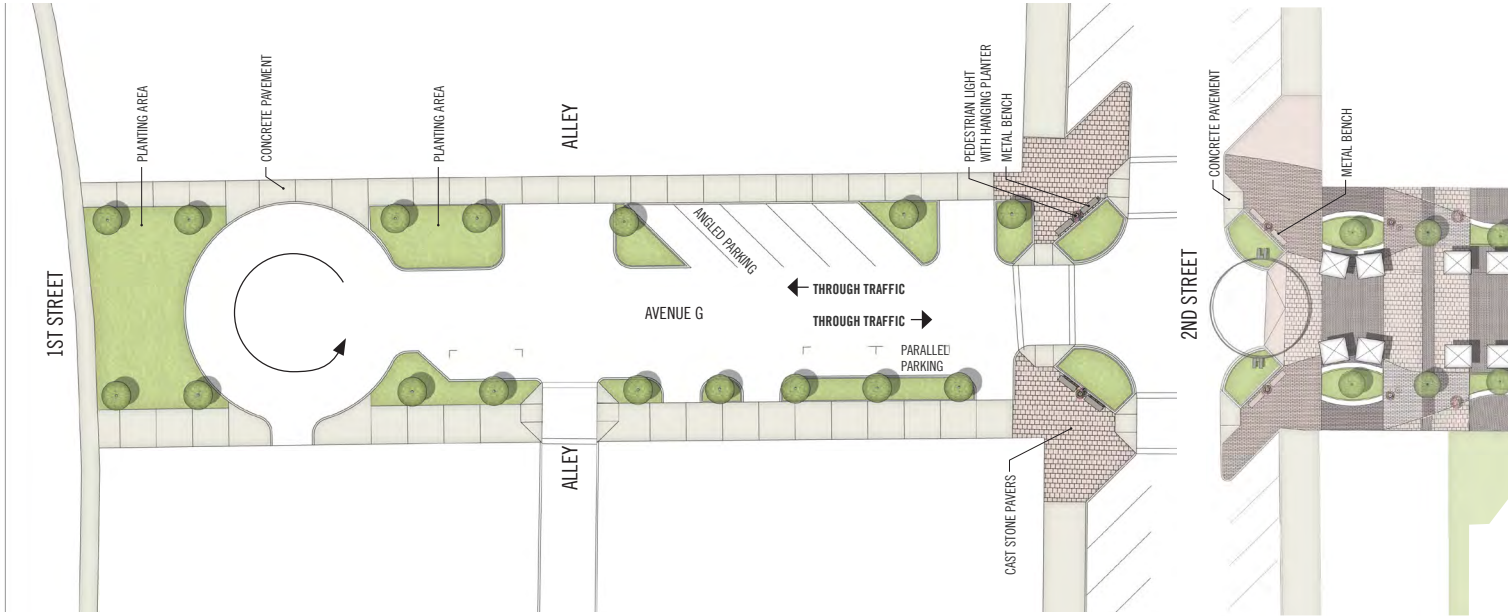 1ST STREET
PLANTING AREA
CONCRETE PAVEMENT
PLANTING AREA
ALLEY
PEDESTRIAN LIGHT
WITH HANGING PLANTER
METAL BENCH
ANGLED PARKING
THROUGH TRAFFIC
AVENUE G
THROUGH TRAFFIC
PARALLEL
PARKING
ALLEY
CAST STONE PAVERS
2ND STREET
CONCRETE PAVEMENT
METAL BENCH